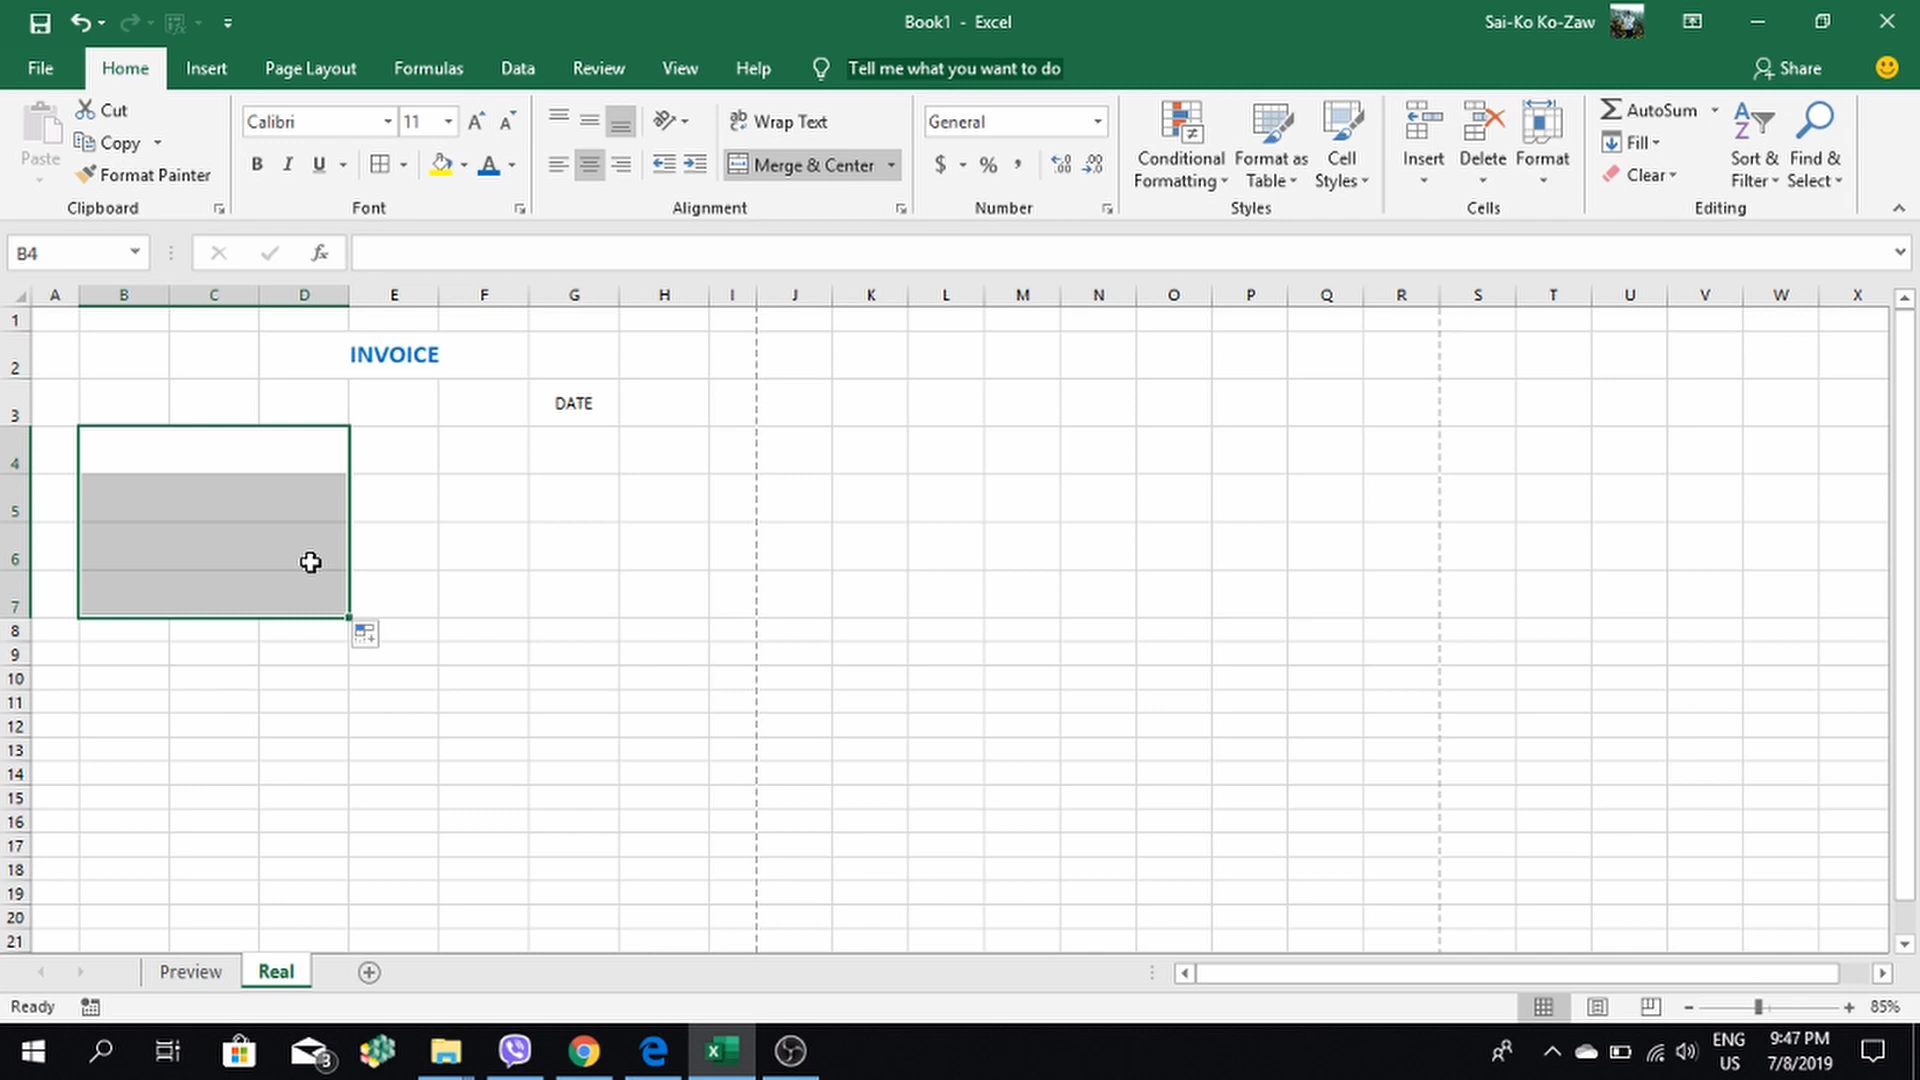 Book1 - Excel
Sai-Ko Ko-Zaw
File Home Insert Page Layout Formulas Data Review View Help Tell me what you want to do Share
Paste
Cut
Copy
Format Painter
Clipboard
Calibri 11
B I U
A
Font
Wrap Text
Merge & Center
Alignment
General
$ % ,
Number
Conditional Formatting
Format as Table
Cell Styles
Styles
Insert
Delete
Format
Cells
AutoSum
Fill
Clear
Sort & Filter
Find & Select
Editing
B4
fx
A B C D E F G H I J K L M N O P Q R S T U V W X
1
2 INVOICE
3 DATE
4
5
6
7
8
9
10
11
12
13
14
15
16
17
18
19
20
21
Preview Real
Ready
85%
3
ENG
US
9:47 PM
7/8/2019